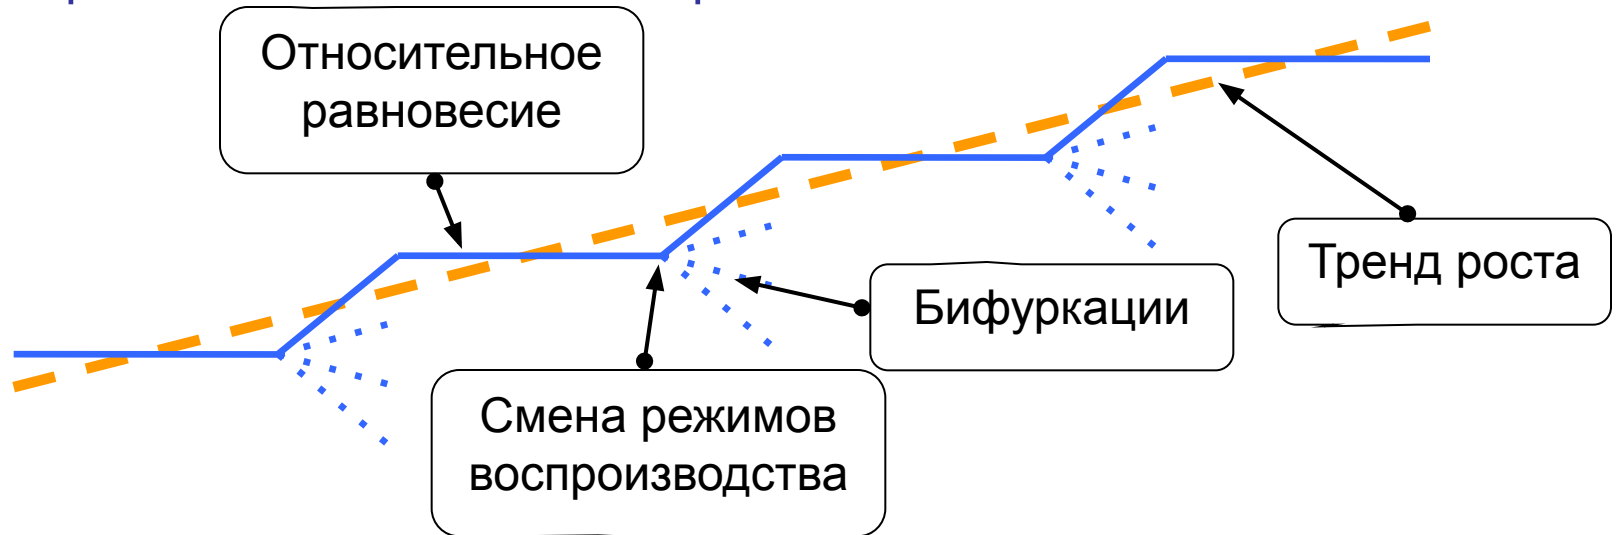 Относительное
равновесие
Тренд роста
Бифуркации
Смена режимов
воспроизводства